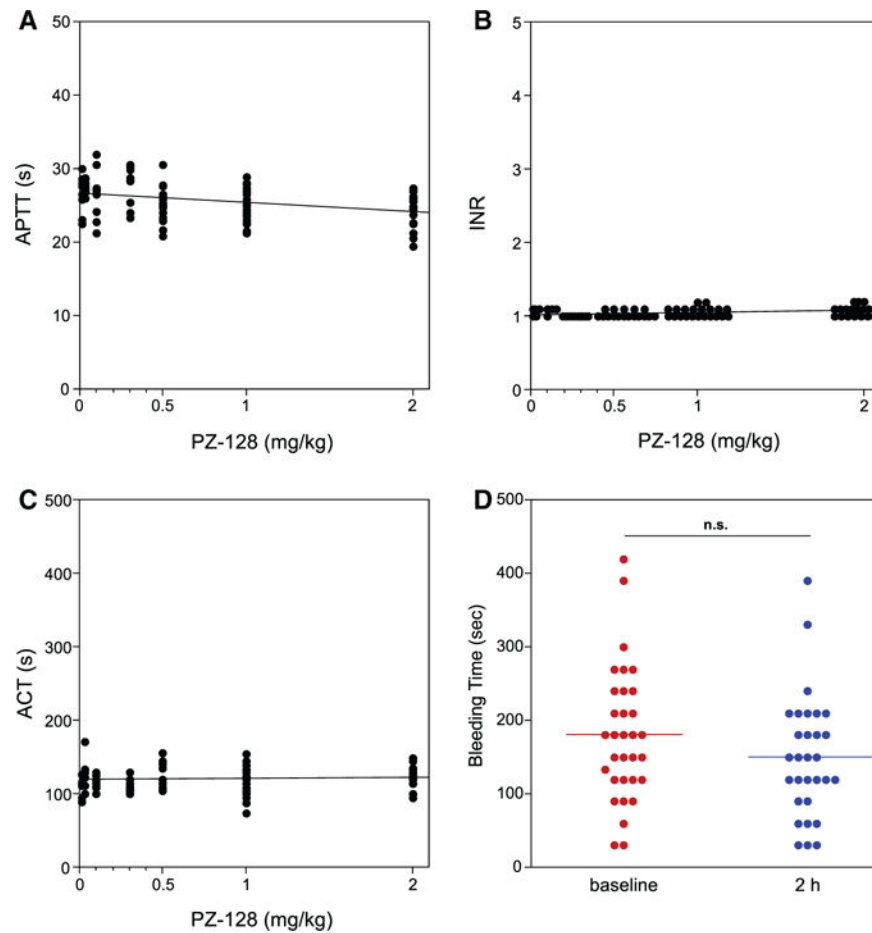 A
50
40
30
20
10
0
APTT (s)
0 0.5 1 2
PZ-128 (mg/kg)
B
5
4
3
2
1
0
INR
0 0.5 1 2
PZ-128 (mg/kg)
C
500
400
300
200
100
0
ACT (s)
0 0.5 1 2
PZ-128 (mg/kg)
D
500
400
300
200
100
0
Bleeding Time (sec)
n.s.
baseline 2 h